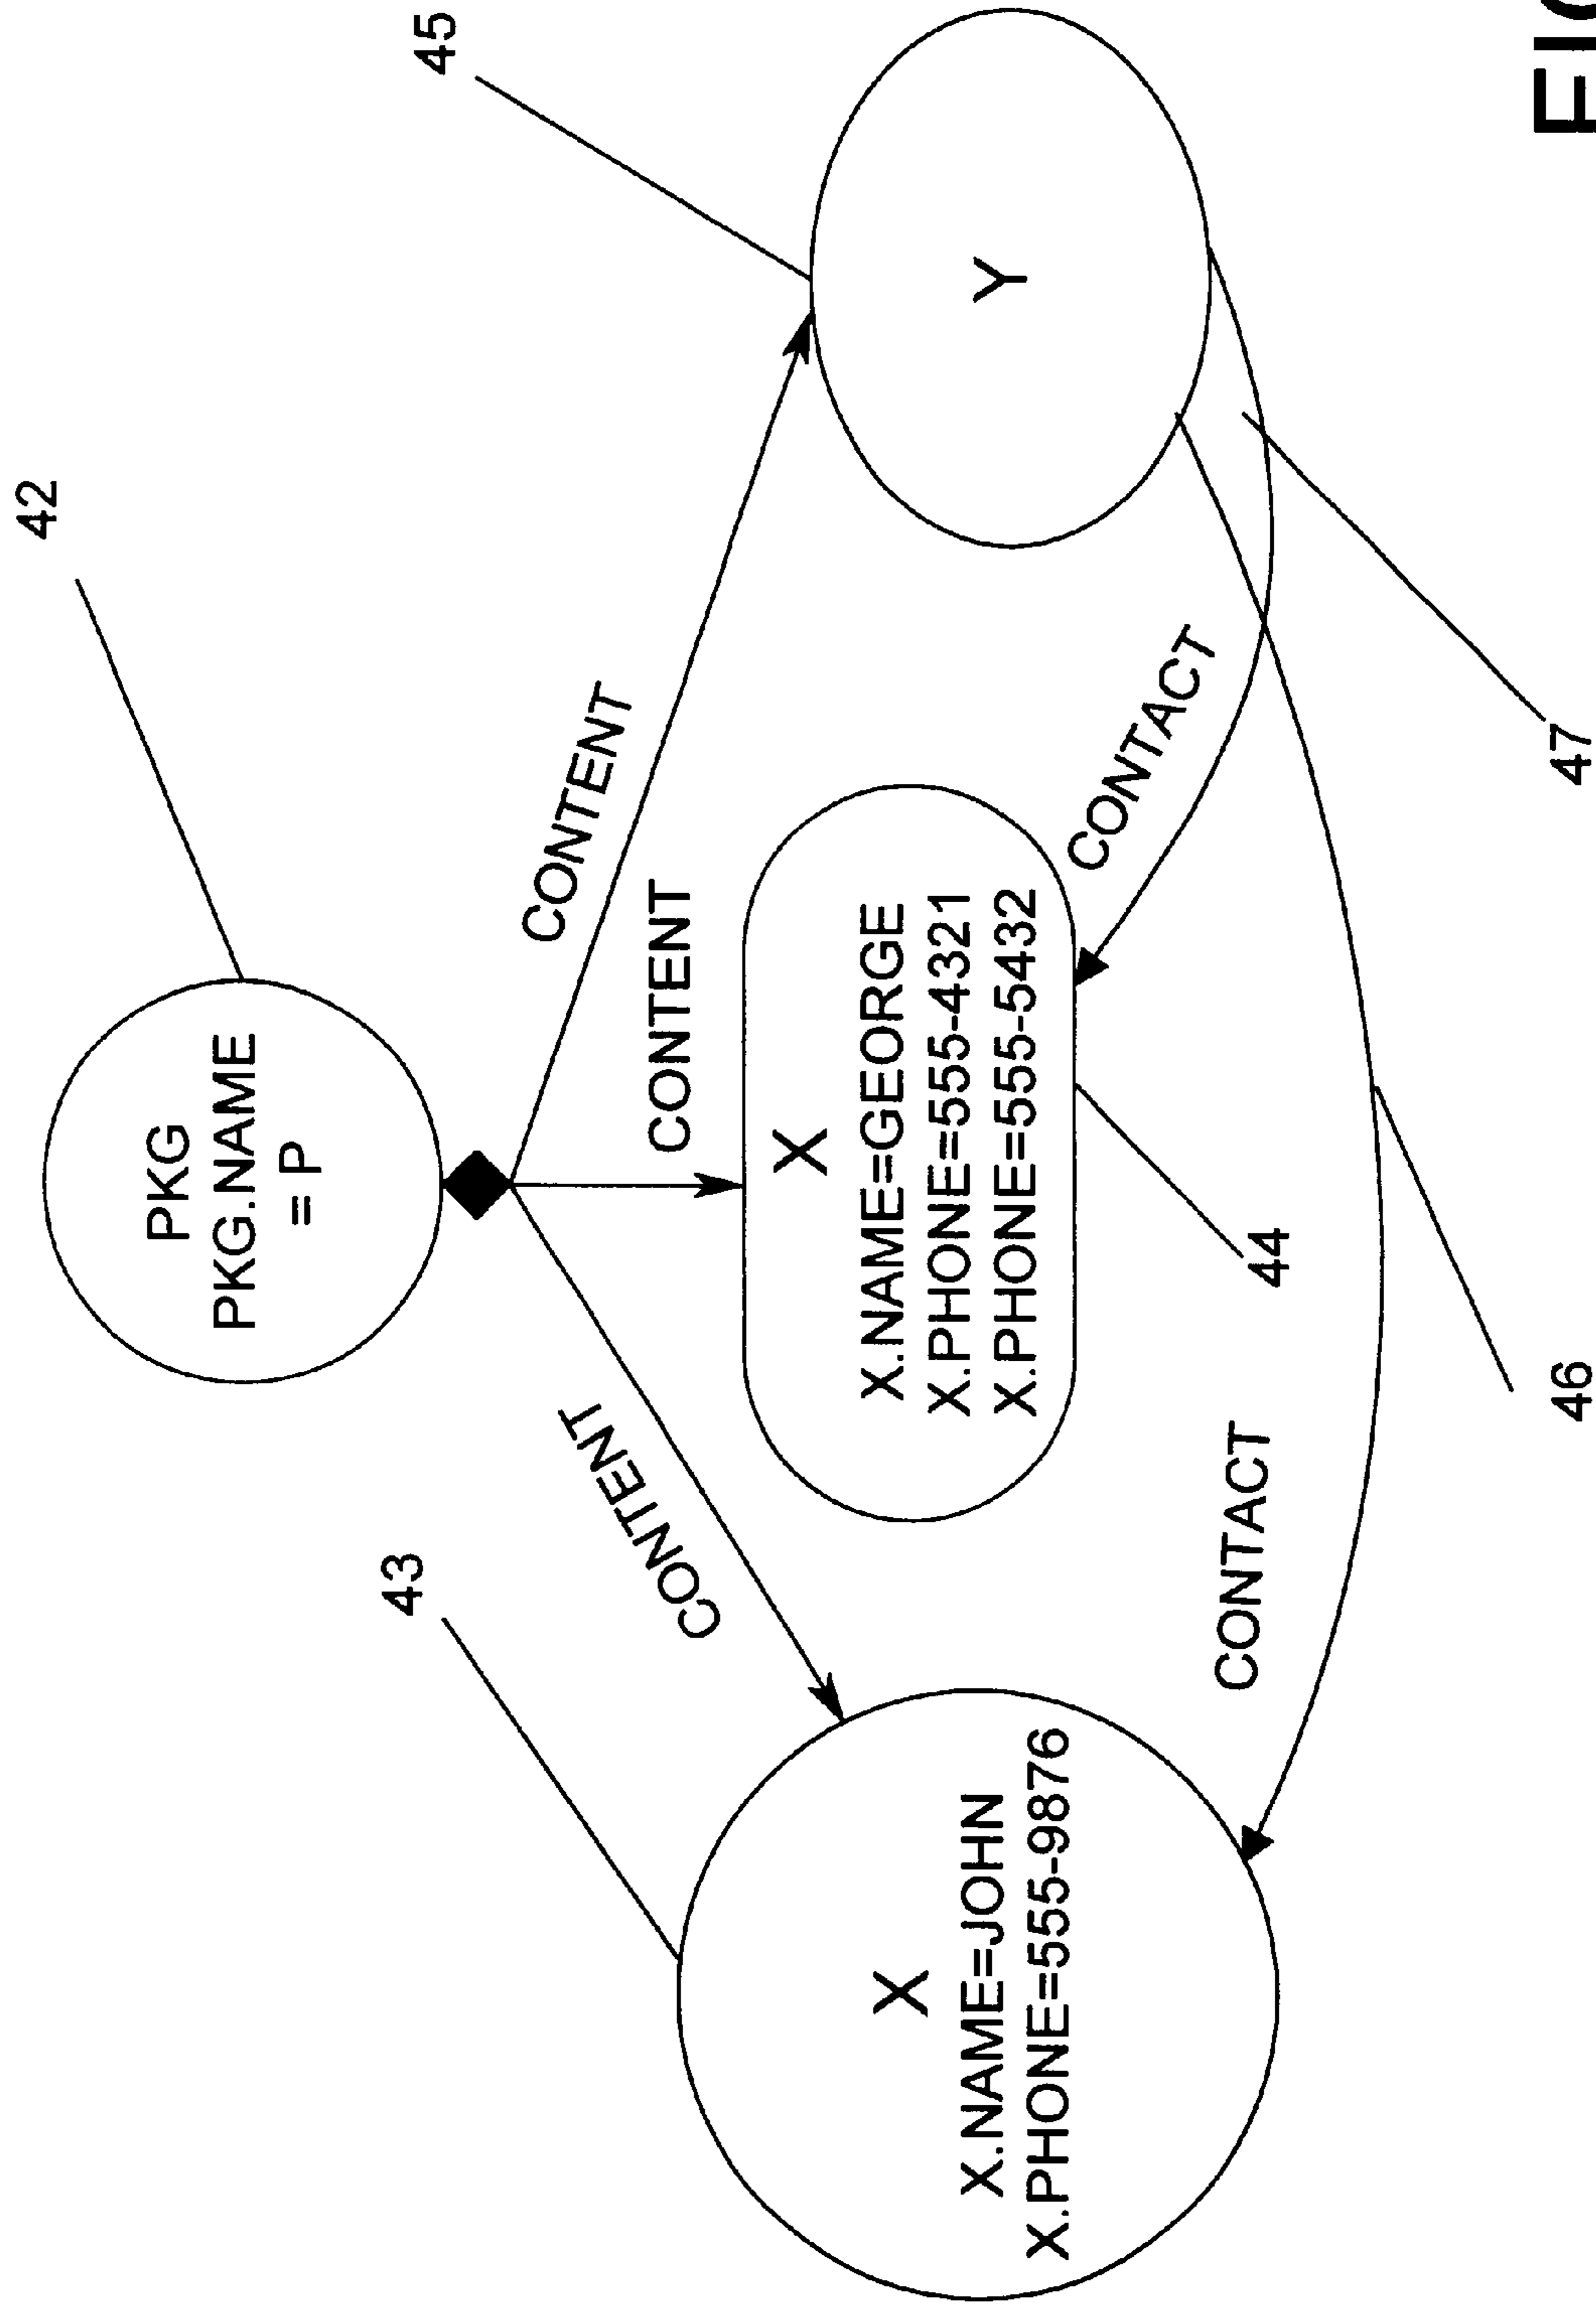 42
PKG
PKG.NAME
= P
43
45
CONTENT
CONTENT
CONTENT
X
X.NAME=JOHN
X.PHONE=555-9876
X
X.NAME=GEORGE
X.PHONE=555-4321
X.PHONE=555-5432
Y
CONTACT
CONTACT
44
46
47